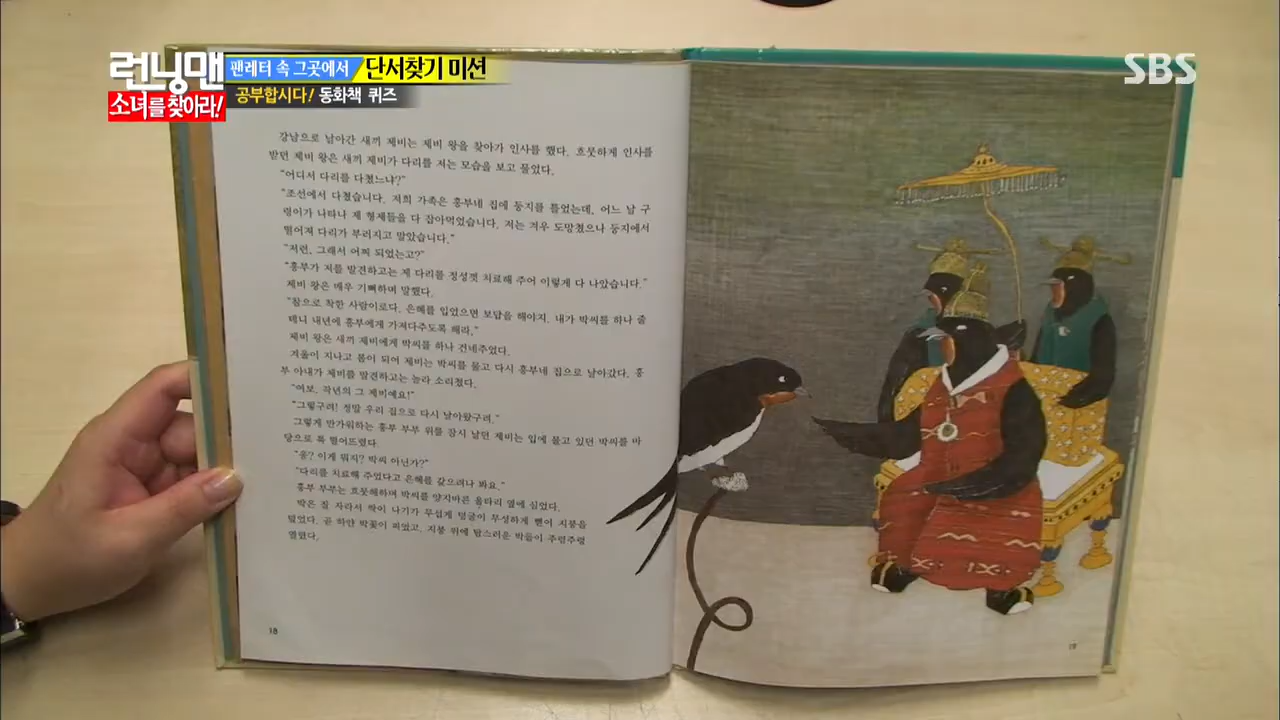 런닝맨
소녀를 찾아라!
팬레터 속 그곳에서 단서찾기 미션
공부합시다! 동화책 퀴즈
SBS
강남으로 날아간 새끼 제비는 제비 왕을 찾아가 인사를 했다. 흐뭇하게 인사를
받던 제비 왕은 새끼 제비가 다리를 저는 모습을 보고 물었다.
“어디서 다리를 다쳤느냐?”
“조선에서 다쳤습니다. 저희 가족은 흥부네 집에 둥지를 틀었는데, 어느 날 구
렁이가 나타나 제 형제들을 다 잡아먹었습니다. 저는 겨우 도망쳤으나 둥지에서
떨어져 다리가 부러지고 말았습니다.”
“저런, 그래서 어찌 되었는고?”
“흥부가 저를 발견하고는 제 다리를 정성껏 치료해 주어 이렇게 다 나았습니다.”
제비 왕은 매우 기뻐하며 말했다.
“참으로 착한 사람이로다. 은혜를 입었으면 보답을 해야지. 내가 박씨를 하나 줄
테니 내년에 흥부에게 가져다주도록 해라.”
제비 왕은 새끼 제비에게 박씨를 하나 건네주었다.
겨울이 지나고 봄이 되어 제비는 박씨를 물고 다시 흥부네 집으로 날아갔다. 흥
부 아내가 제비를 발견하고는 놀라 소리쳤다.
“여보, 작년의 그 제비예요!”
“그렇구려! 정말 우리 집으로 다시 날아왔구려.”
그렇게 반가워하는 흥부 부부 위를 잠시 날던 제비는 입에 물고 있던 박씨를 마
당으로 툭 떨어뜨렸다.
“응? 이게 뭐지? 박씨 아닌가?”
“다리를 치료해 주었다고 은혜를 갚으려나 봐요.”
흥부 부부는 흐뭇해하며 박씨를 양지바른 울타리 옆에 심었다.
박은 잘 자라서 싹이 나기가 무섭게 덩굴이 무성하게 뻗어 지붕을
덮었다. 곧 하얀 박꽃이 피었고, 지붕 위에 탐스러운 박들이 주렁주렁
열렸다.
18
19